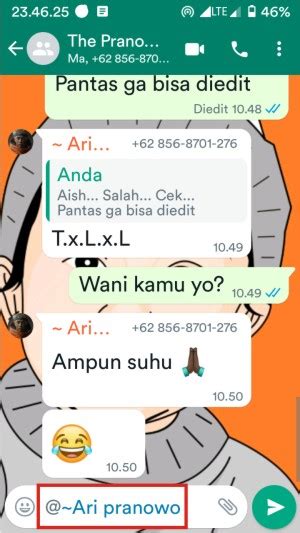 23.46.25
LTE 46%
The Prano...
Ma, +62 856-870...
Pantas ga bisa diedit
Diedit 10.48
~ Ari... +62 856-8701-276
Anda
Aish... Salah... Cek...
Pantas ga bisa diedit
T.x.L.x.L
10.49
Wani kamu yo? 10.49
~ Ari... +62 856-8701-276
Ampun suhu
10.50
10.50
@~Ari pranowo